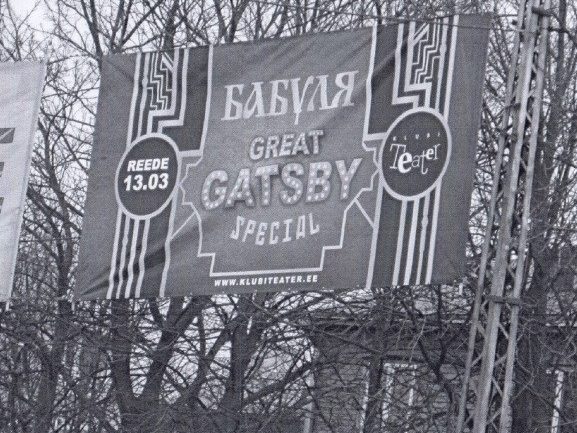 БАБУЛЯ
GREAT
GATSBY
SPECIAL
REEDE
13.03
KLUBI
Teater
WWW.KLUBITEATER.EE